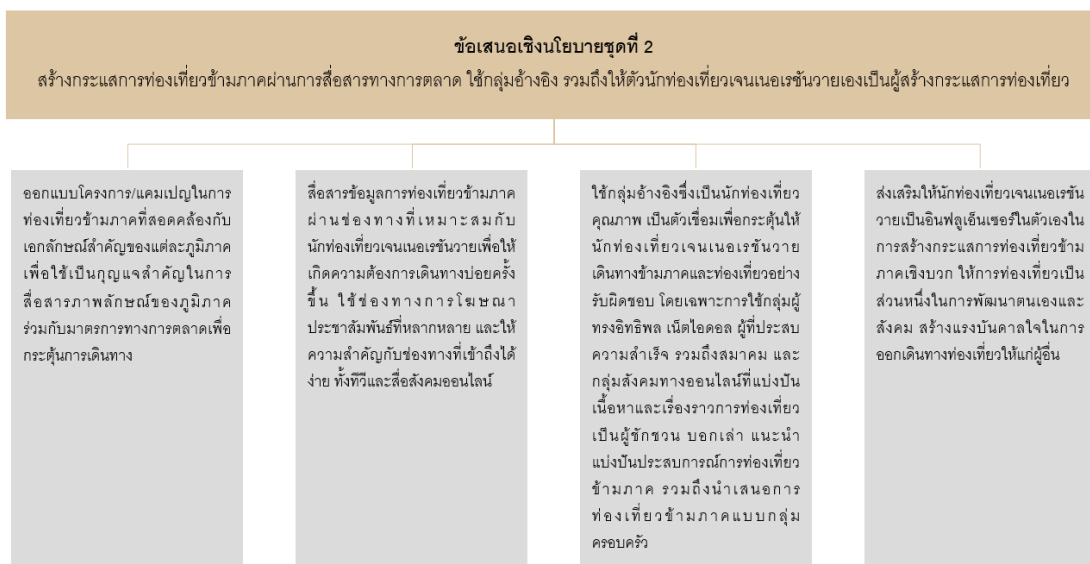 ข้อเสนอเชิงนโยบายชุดที่ 2
สร้างกระแสการท่องเที่ยวข้ามภาคผ่านการสื่อสารทางการตลาด ใช้กลุ่มอ้างอิง รวมถึงให้ตัวนักท่องเที่ยวเจนเนอเรชันวายเองเป็นผู้สร้างกระแสการท่องเที่ยว
ออกแบบโครงการ/แคมเปญในการ
ท่องเที่ยวข้ามภาคที่สอดคล้องกับ
เอกลักษณ์สำคัญของแต่ละภูมิภาค
เพื่อใช้เป็นกุญแจสำคัญในการ
สื่อสารภาพลักษณ์ของภูมิภาค
ร่วมกับมาตรการทางการตลาดเพื่อ
กระตุ้นการเดินทาง
สื่อสารข้อมูลการท่องเที่ยวข้ามภาค
ผ่านช่องทางที่เหมาะสมกับ
นักท่องเที่ยวเจนเนอเรชันวายเพื่อให้
เกิดความต้องการเดินทางบ่อยครั้ง
ขึ้น ใช้ช่องทางการโฆษณา
ประชาสัมพันธ์ที่หลากหลาย และให้
ความสำคัญกับช่องทางที่เข้าถึงได้
ง่าย ทั้งทีวีและสื่อสังคมออนไลน์
ใช้กลุ่มอ้างอิงซึ่งเป็นนักท่องเที่ยว
คุณภาพ เป็นตัวเชื่อมเพื่อกระตุ้นให้
นักท่องเที่ยวเจนเนอเรชันวาย
เดินทางข้ามภาคและท่องเที่ยวอย่าง
รับผิดชอบ โดยเฉพาะการใช้กลุ่มผู้
ทรงอิทธิพล เน็ตไอดอล ผู้ที่ประสบ
ความสำเร็จ รวมถึงสมาคม และ
กลุ่มสังคมทางออนไลน์ที่แบ่งปัน
เนื้อหาและเรื่องราวการท่องเที่ยว
เป็นผู้ชักชวน บอกเล่า แนะนำ
แบ่งปันประสบการณ์การท่องเที่ยว
ข้ามภาค รวมถึงนำเสนอการ
ท่องเที่ยวข้ามภาคแบบกลุ่ม
ครอบครัว
ส่งเสริมให้นักท่องเที่ยวเจนเนอเรชัน
วายเป็นอินฟลูเอ็นเซอร์ในตัวเองใน
การสร้างกระแสการท่องเที่ยวข้าม
ภาคเชิงบวก ให้การท่องเที่ยวเป็น
ส่วนหนึ่งในการพัฒนาตนเองและ
สังคม สร้างแรงบันดาลใจในการ
ออกเดินทางท่องเที่ยวให้แก่ผู้อื่น